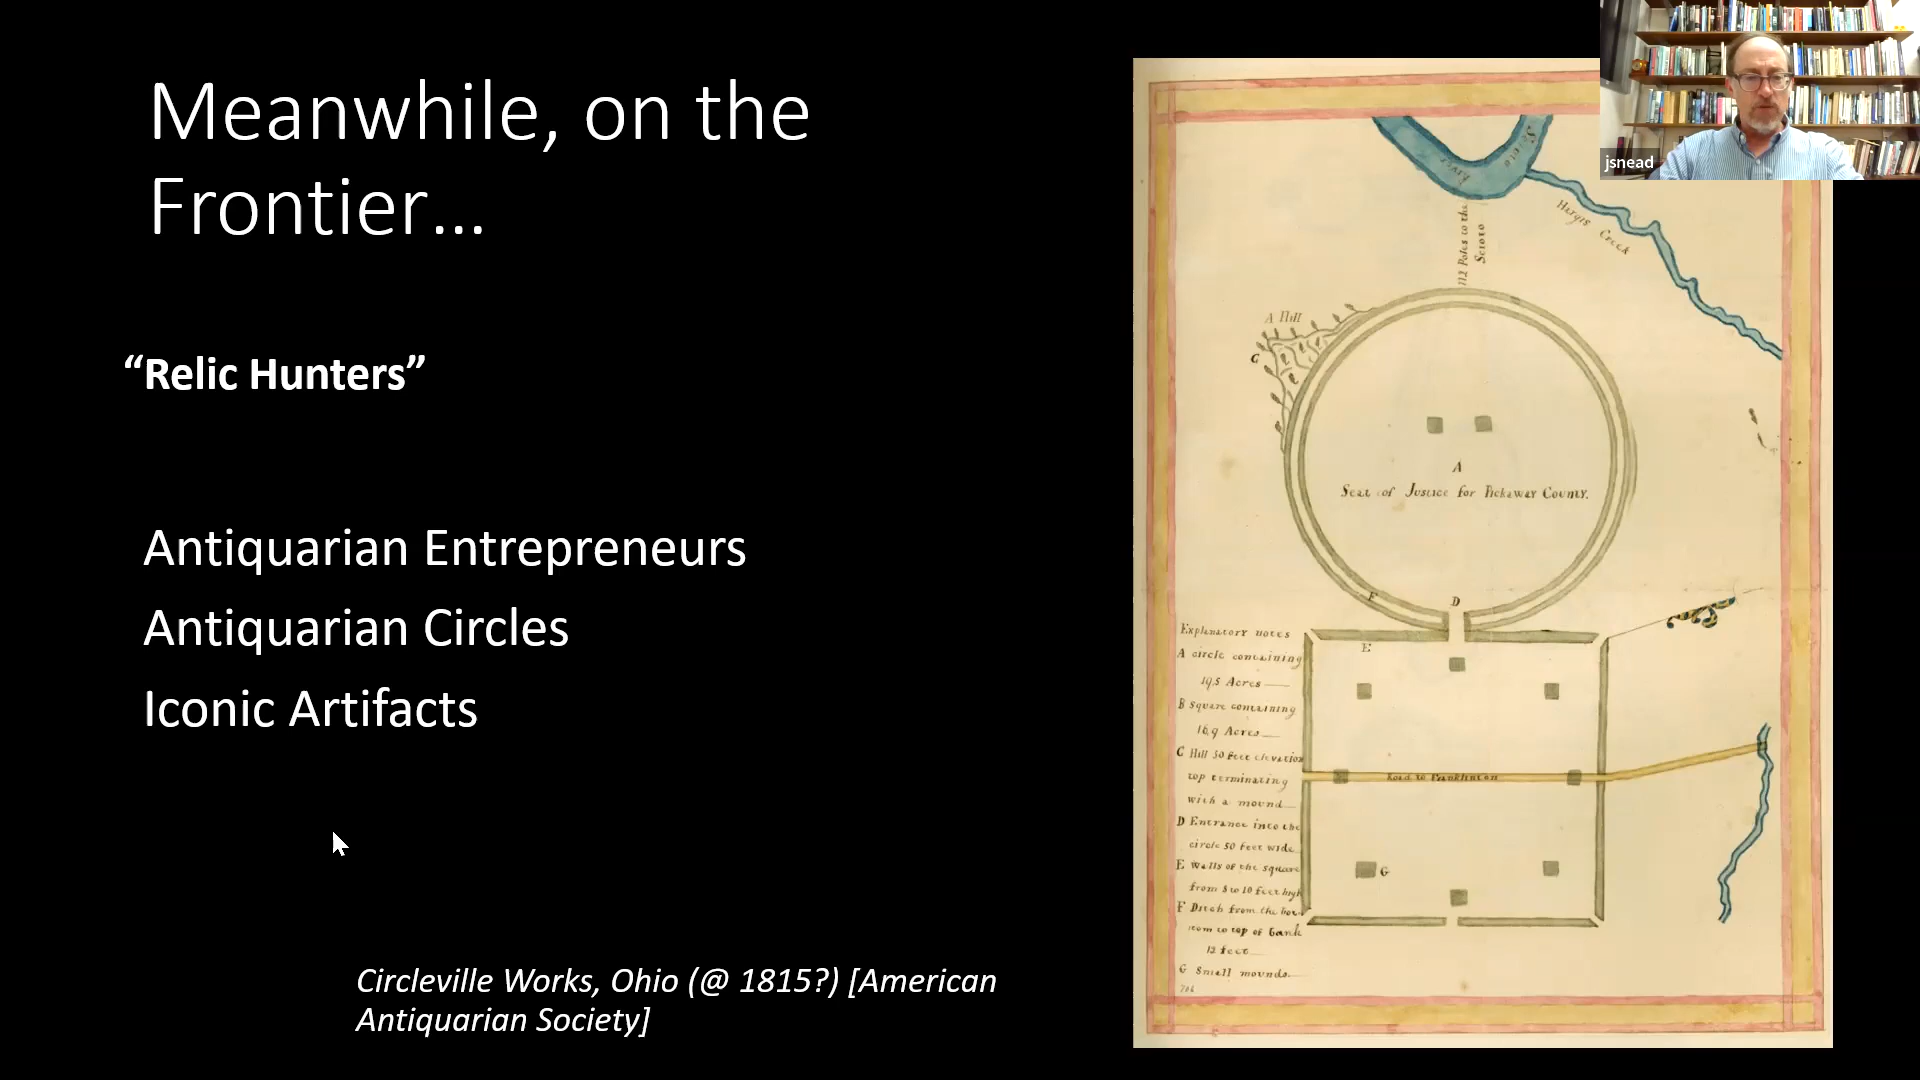 Meanwhile, on the
Frontier…
“Relic Hunters”
Antiquarian Entrepreneurs
Antiquarian Circles
Iconic Artifacts
Circleville Works, Ohio (@ 1815?) [American
Antiquarian Society]
jsnead
River
Scioto
Hargis Creek
112 Poles to the
Scioto
A Hill
C
A
Seat of Justice for Pickaway County.
F
D
E
Explenatory notes
A circle containing
19,5 Acres
B Square containing
16,9 Acres
C Hill 50 feet elevation
top terminating
with a mound
D Entrance into the
circle 50 feet wide
E Walls of the square
from 8 to 10 feet high
F Ditch from the bot
tom to top of bank
12 feet
G Small mounds
Road to Franklinton
G